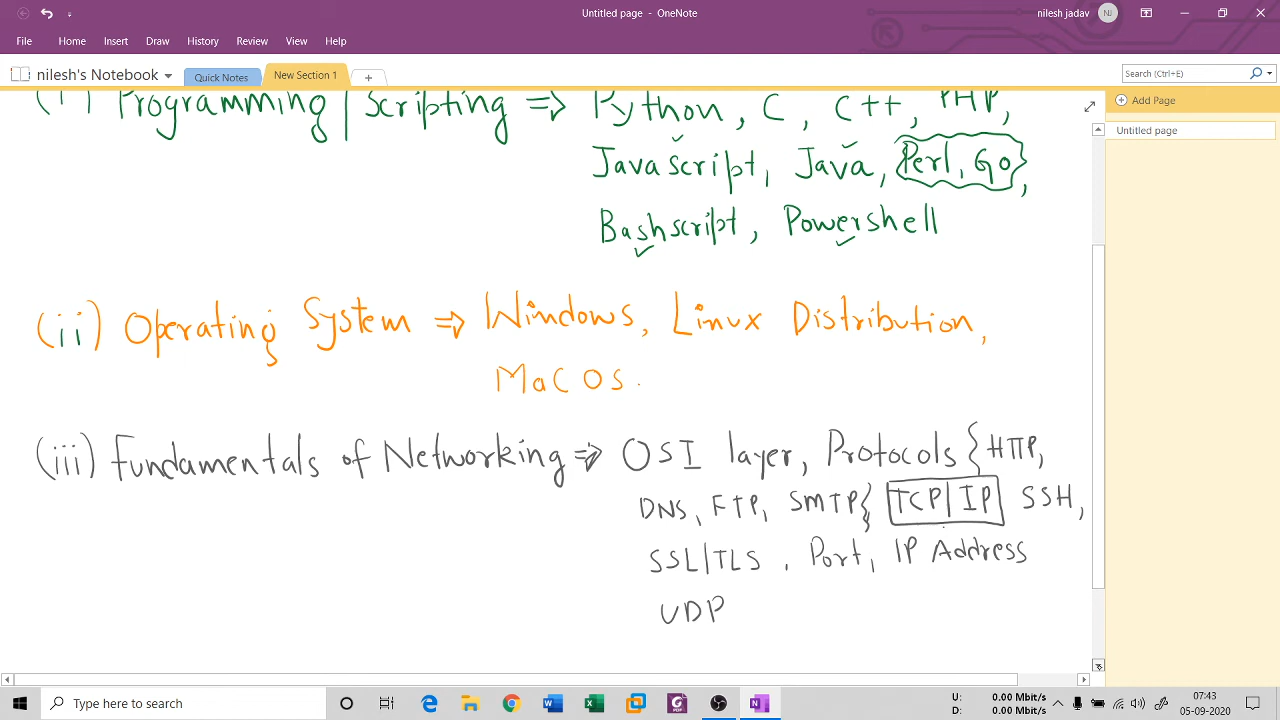 Untitled page - OneNote
nilesh jadav NJ
File Home Insert Draw History Review View Help
nilesh's Notebook Quick Notes New Section 1 +
Search (Ctrl+E)
Add Page
Untitled page
(i) Programming | Scripting => Python, C, C++, PHP,
JavaScript, Java, Perl, Go,
Bashscript, Powershell
(ii) Operating System => Windows, Linux Distribution,
MaC OS.
(iii) Fundamentals of Networking => OSI layer, Protocols {HTTP,
DNS, FTP, SMTP} TCP|IP SSH,
SSL|TLS, Port, IP Address
UDP
Type here to search
U: 0.00 Mbit/s
D: 0.00 Mbit/s
07:43
05-09-2020